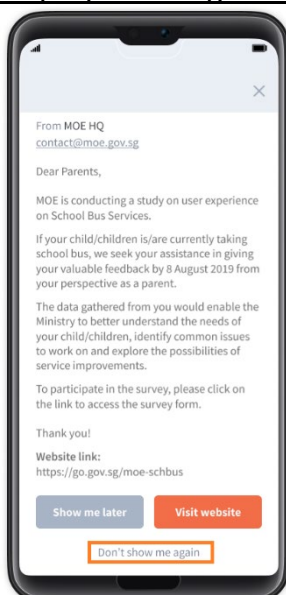 From MOE HQ
contact@moe.gov.sg
Dear Parents,
MOE is conducting a study on user experience
on School Bus Services.
If your child/children is/are currently taking
school bus, we seek your assistance in giving
your valuable feedback by 8 August 2019 from
your perspective as a parent.
The data gathered from you would enable the
Ministry to better understand the needs of
your child/children, identify common issues
to work on and explore the possibilities of
service improvements.
To participate in the survey, please click on
the link to access the survey form.
Thank you!
Website link:
https://go.gov.sg/moe-schbus
Show me later Visit website
Don't show me again